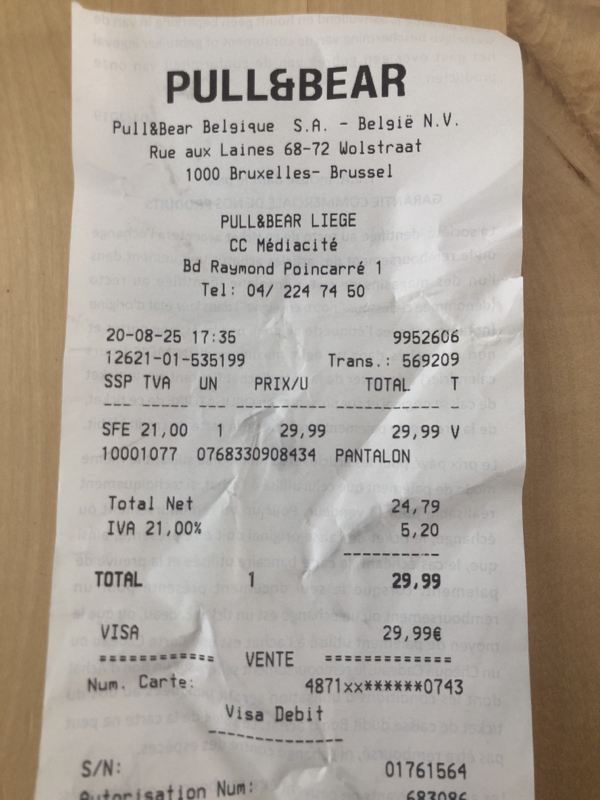 PULL&BEAR
Pull&Bear Belgique S.A. - België N.V.
Rue aux Laines 68-72 Wolstraat
1000 Bruxelles- Brussel
PULL&BEAR LIEGE
CC Médiacité
Bd Raymond Poincarré 1
Tel: 04/ 224 74 50
20-08-25 17:35 9952606
12621-01-535199 Trans.: 569209
SSP TVA UN PRIX/U TOTAL T
SFE 21,00 1 29,99 29,99 V
10001077 0768330908434 PANTALON
Total Net 24,79
IVA 21,00% 5,20
TOTAL 1 29,99
VISA 29,99€
============ VENTE =============
Num. Carte: 4871××******0743
Visa Debit
S/N: 01761564
Autorisation Num: 683086